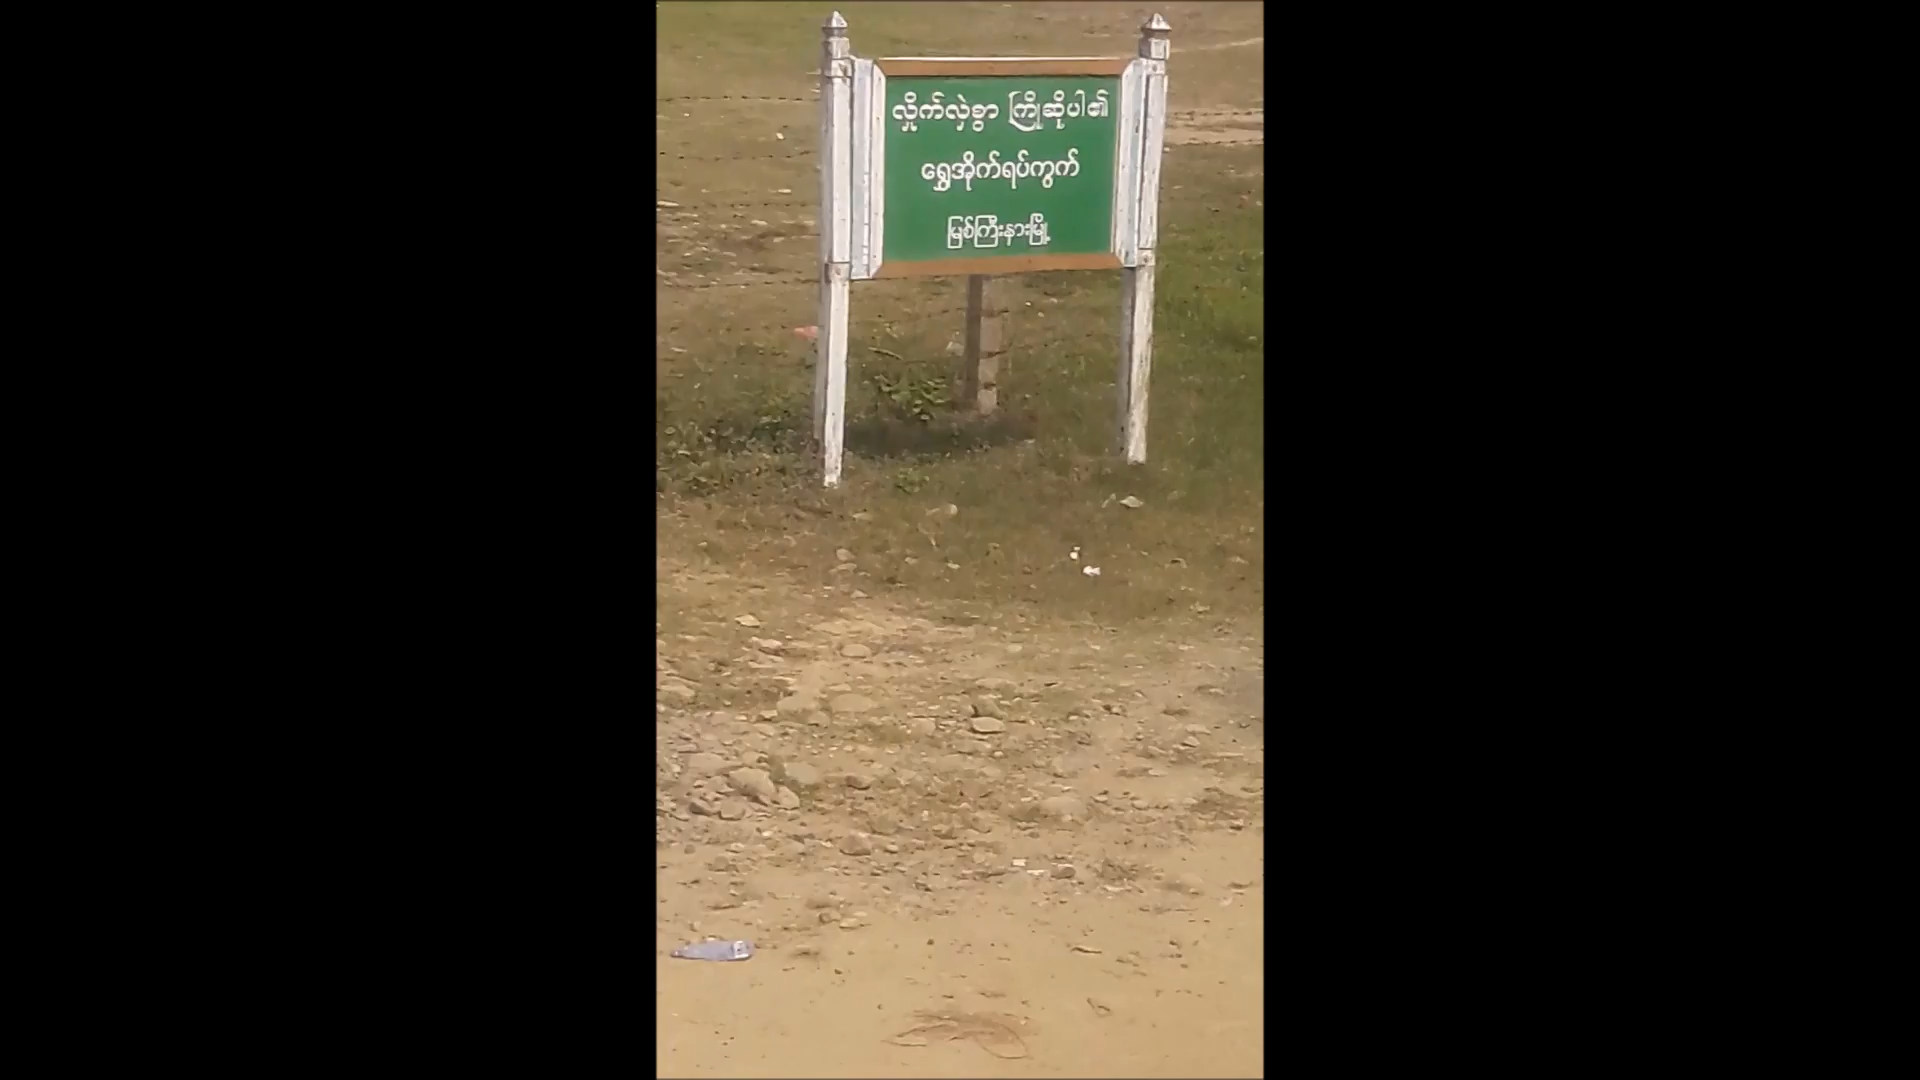 လှိုက်လှဲစွာ ကြိုဆိုပါ၏
ရွှေအိုက်ရပ်ကွက်
မြစ်ကြီးနားမြို့